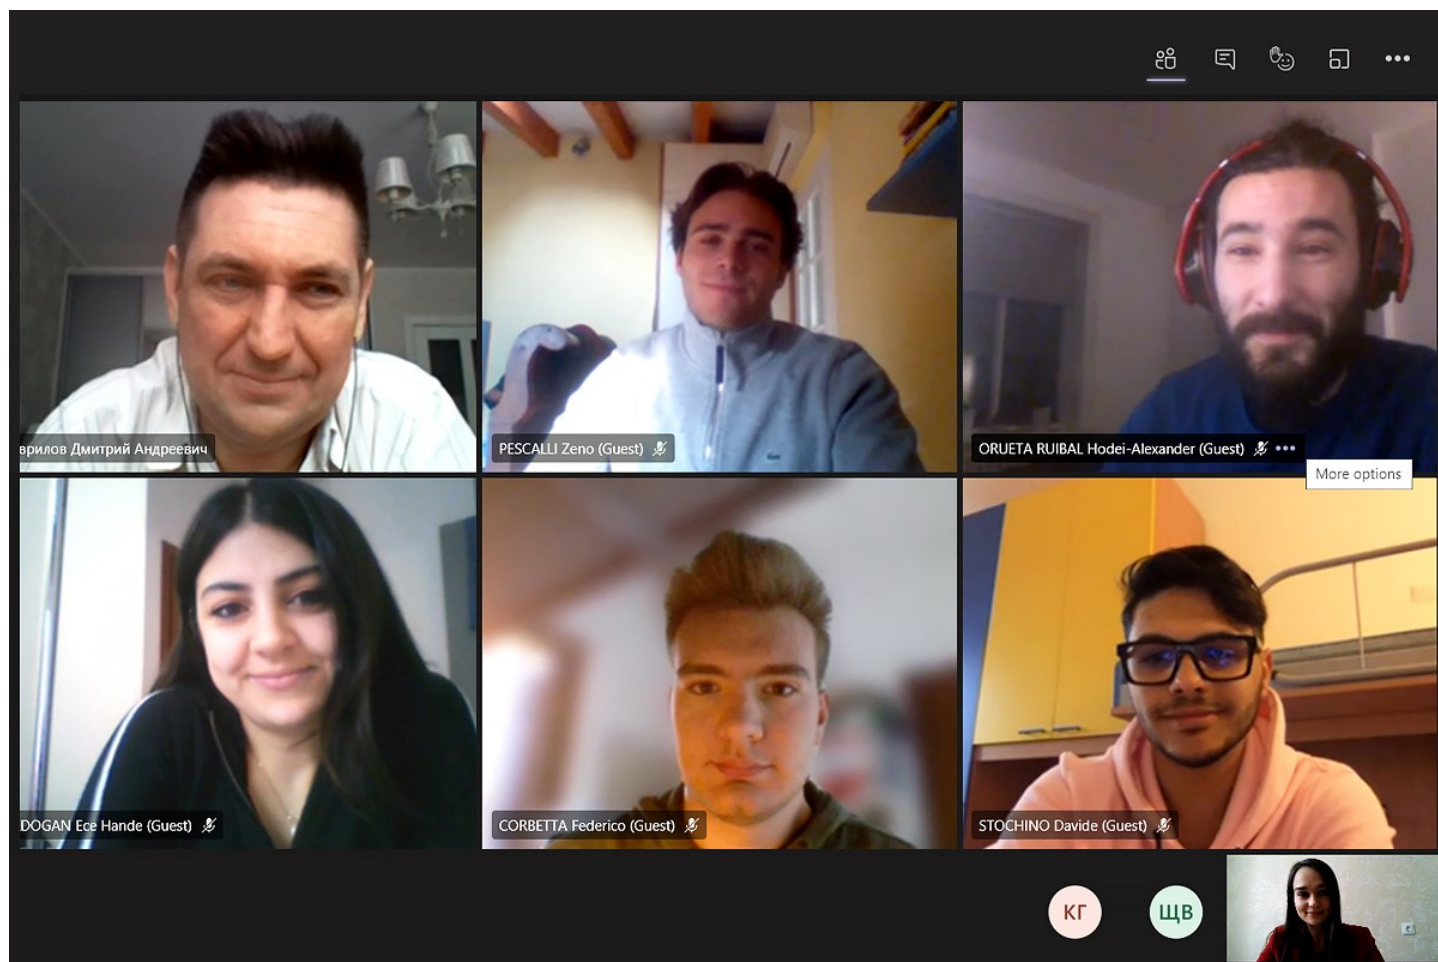 врилов Дмитрий Андреевич
PESCALLI Zeno (Guest)
ORUETA RUIBAL Hodei-Alexander (Guest)
More options
DOGAN Ece Hande (Guest)
CORBETTA Federico (Guest)
STOCHINO Davide (Guest)
КГ
ЩВ